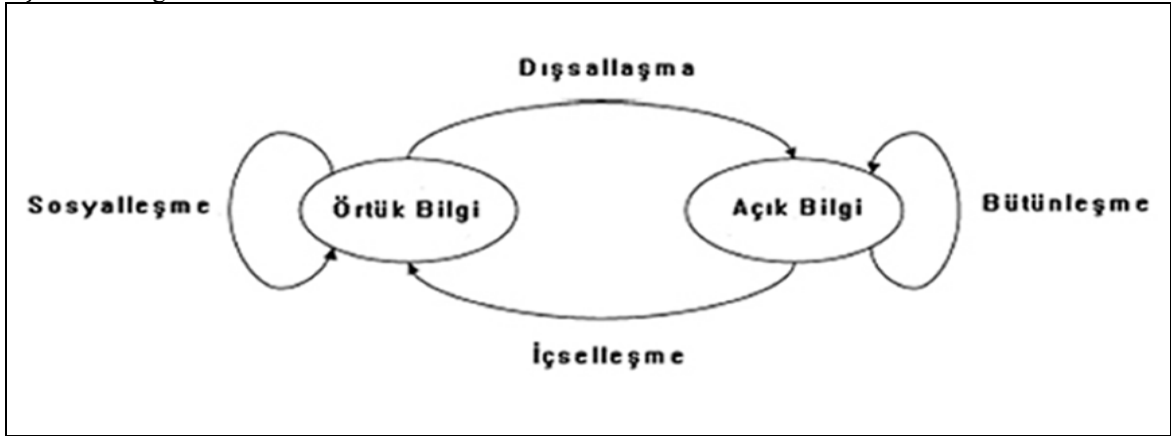 Dışsallaşma
Sosyalleşme
Örtük Bilgi
Açık Bilgi
Bütünleşme
İçselleşme